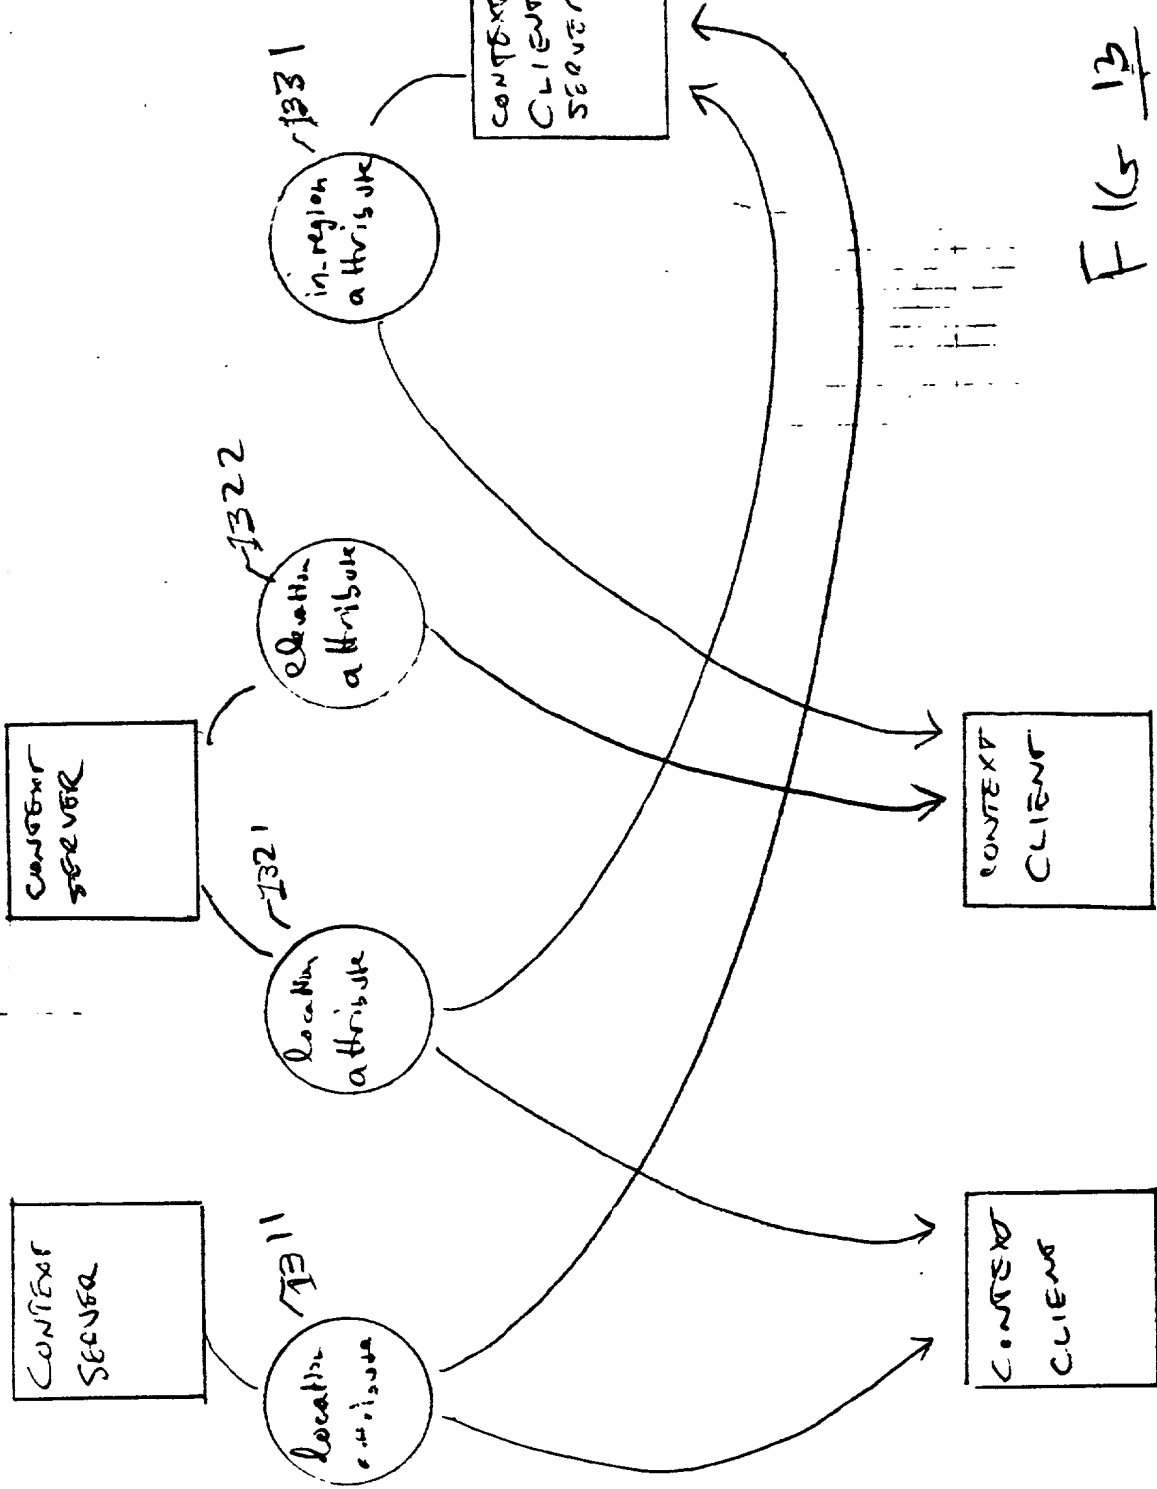 CONTEXT
SERVER
CONTEXT
SERVER
1311
location
attribute
1321
location
attribute
1322
elevation
attribute
1331
in-region
attribute
CONTEXT
CLIENT
SERVER
CONTEXT
CLIENT
CONTEXT
CLIENT
FIG 13